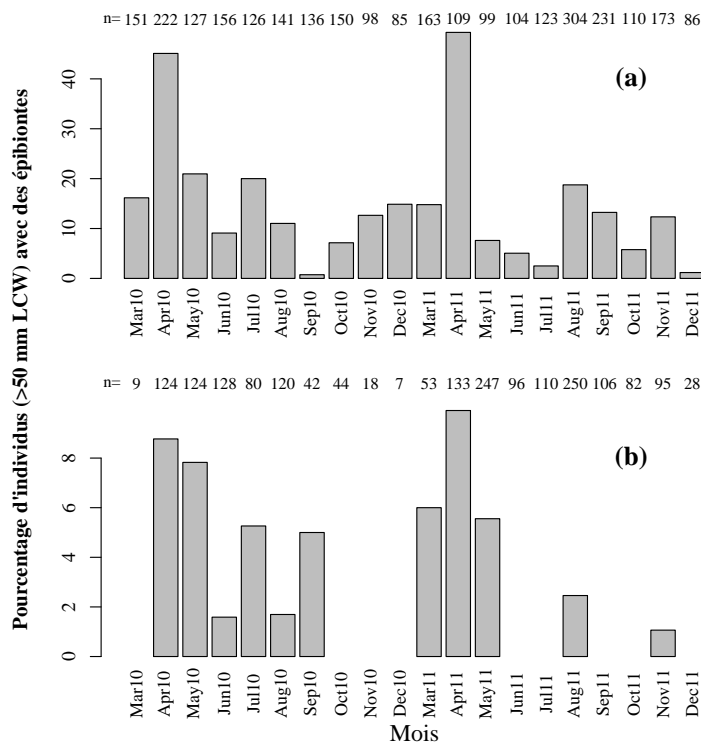 n= 151 222 127 156 126 141 136 150 98 85 163 109 99 104 123 304 231 110 173 86
(a)
40
30
20
10
0
Mar10 Apr10 May10 Jun10 Jul10 Aug10 Sep10 Oct10 Nov10 Dec10 Mar11 Apr11 May11 Jun11 Jul11 Aug11 Sep11 Oct11 Nov11 Dec11
Pourcentage d'individus (>50 mm LCW) avec des épibiontes
n= 9 124 124 128 80 120 42 44 18 7 53 133 247 96 110 250 106 82 95 28
(b)
8
6
4
2
0
Mar10 Apr10 May10 Jun10 Jul10 Aug10 Sep10 Oct10 Nov10 Dec10 Mar11 Apr11 May11 Jun11 Jul11 Aug11 Sep11 Oct11 Nov11 Dec11
Mois